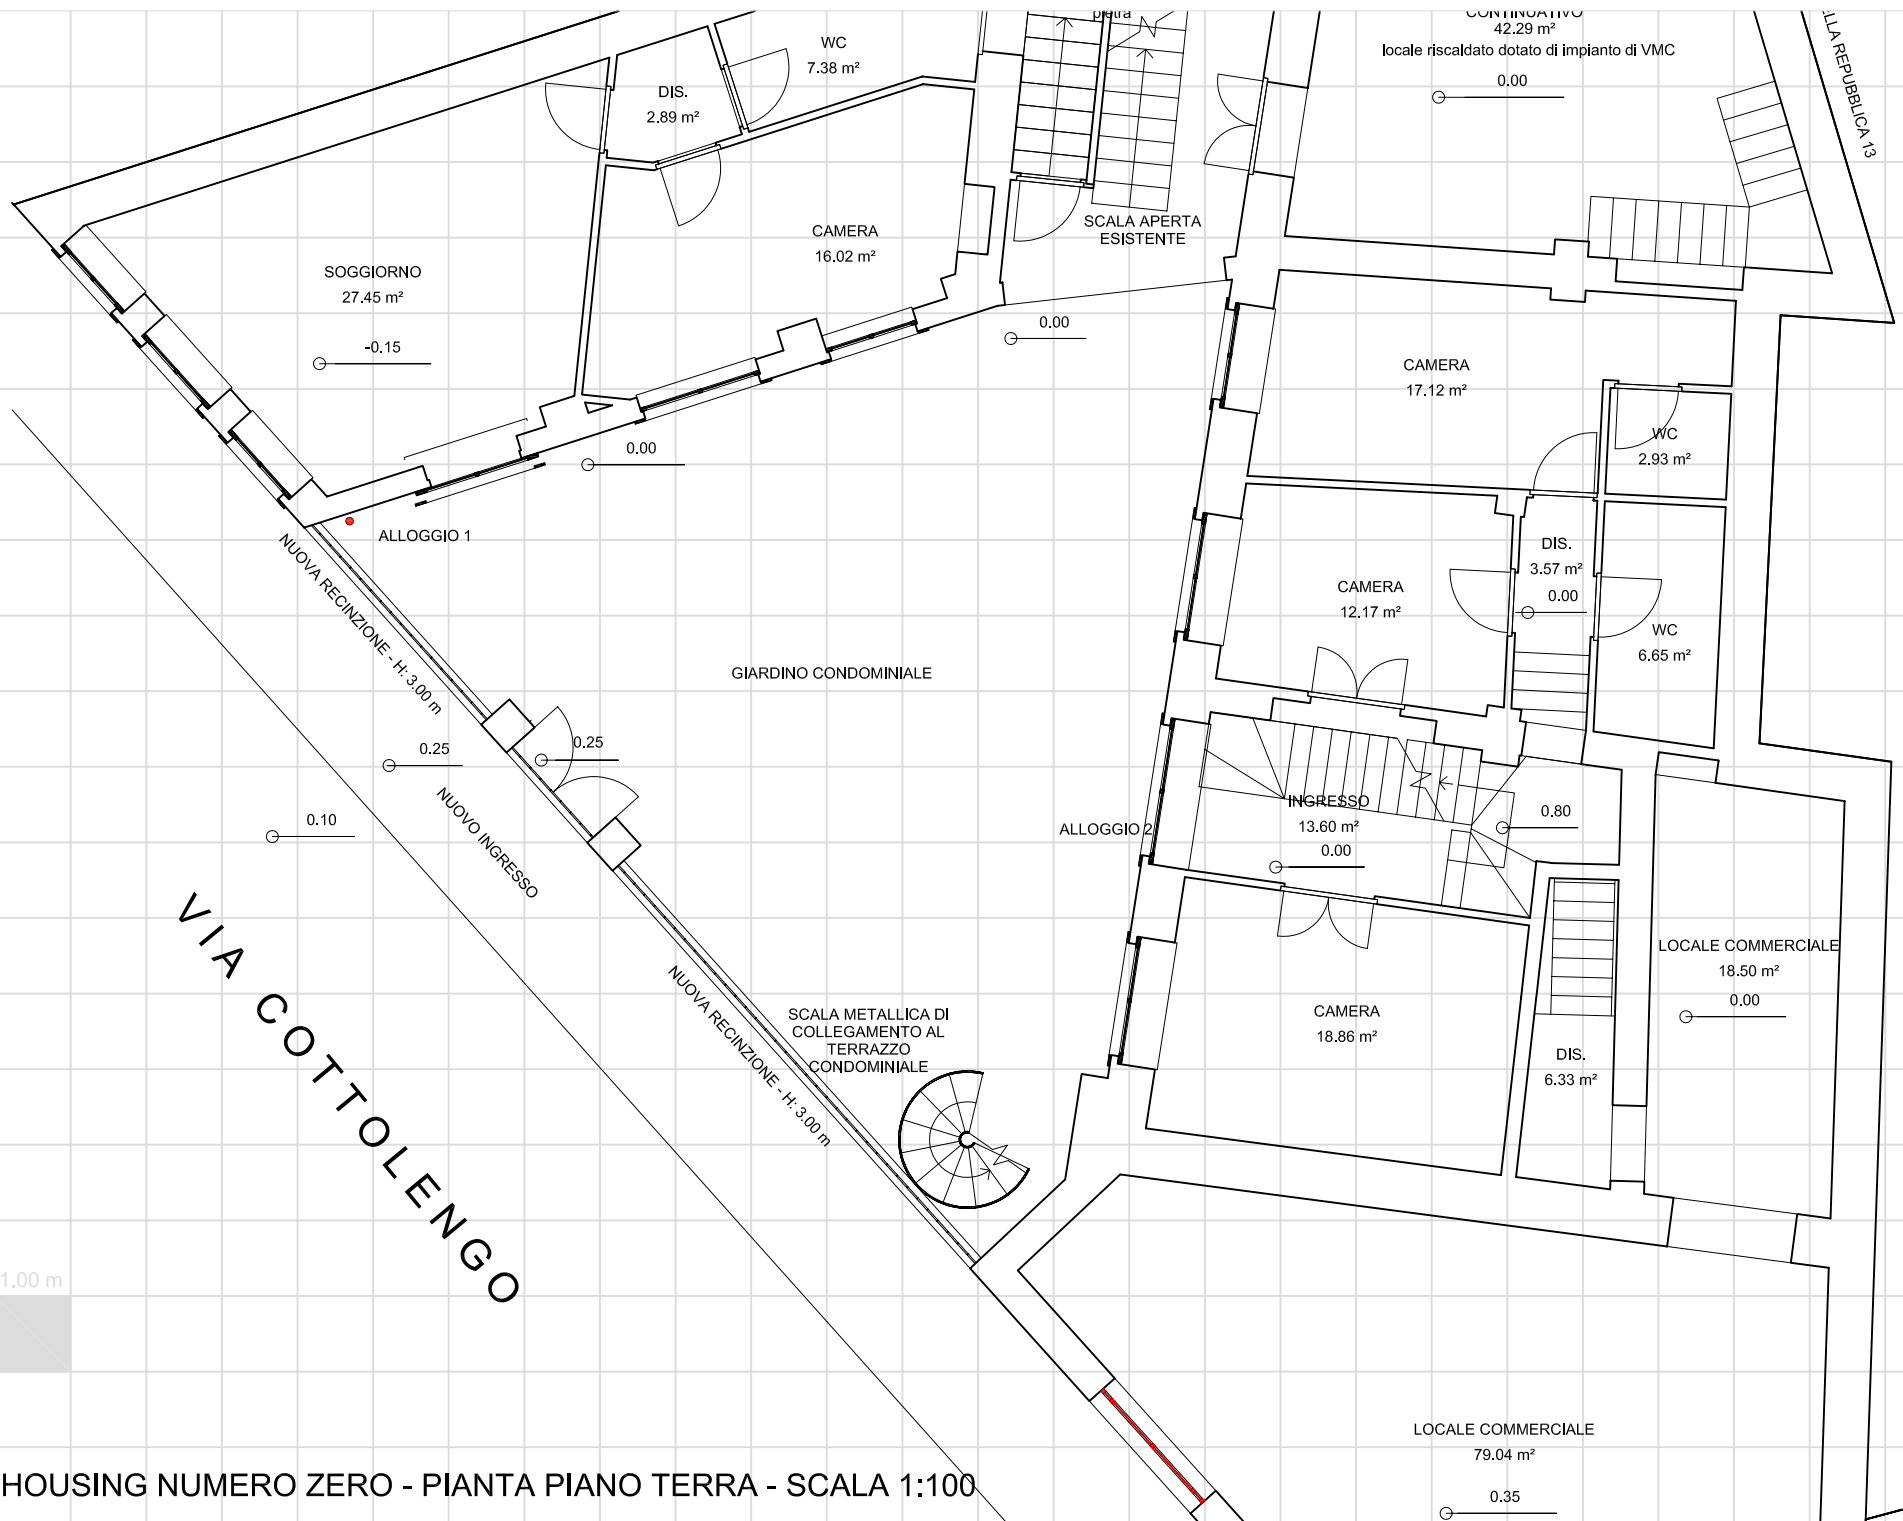 pietra
CONTINUATIVO
42.29 m²
locale riscaldato dotato di impianto di VMC
0.00
ELLA REPUBBLICA 13
WC
7.38 m²
DIS.
2.89 m²
CAMERA
16.02 m²
SCALA APERTA
ESISTENTE
SOGGIORNO
27.45 m²
-0.15
0.00
0.00
CAMERA
17.12 m²
WC
2.93 m²
ALLOGGIO 1
NUOVA RECINZIONE - H: 3.00 m
DIS.
3.57 m²
0.00
CAMERA
12.17 m²
WC
6.65 m²
GIARDINO CONDOMINIALE
0.25
0.25
0.10
NUOVO INGRESSO
INGRESSO
13.60 m²
0.00
0.80
ALLOGGIO 2
VIA COTTOLENGO
NUOVA RECINZIONE - H: 3.00 m
SCALA METALLICA DI
COLLEGAMENTO AL
TERRAZZO
CONDOMINIALE
CAMERA
18.86 m²
DIS.
6.33 m²
LOCALE COMMERCIALE
18.50 m²
0.00
1.00 m
LOCALE COMMERCIALE
79.04 m²
0.35
HOUSING NUMERO ZERO - PIANTA PIANO TERRA - SCALA 1:100